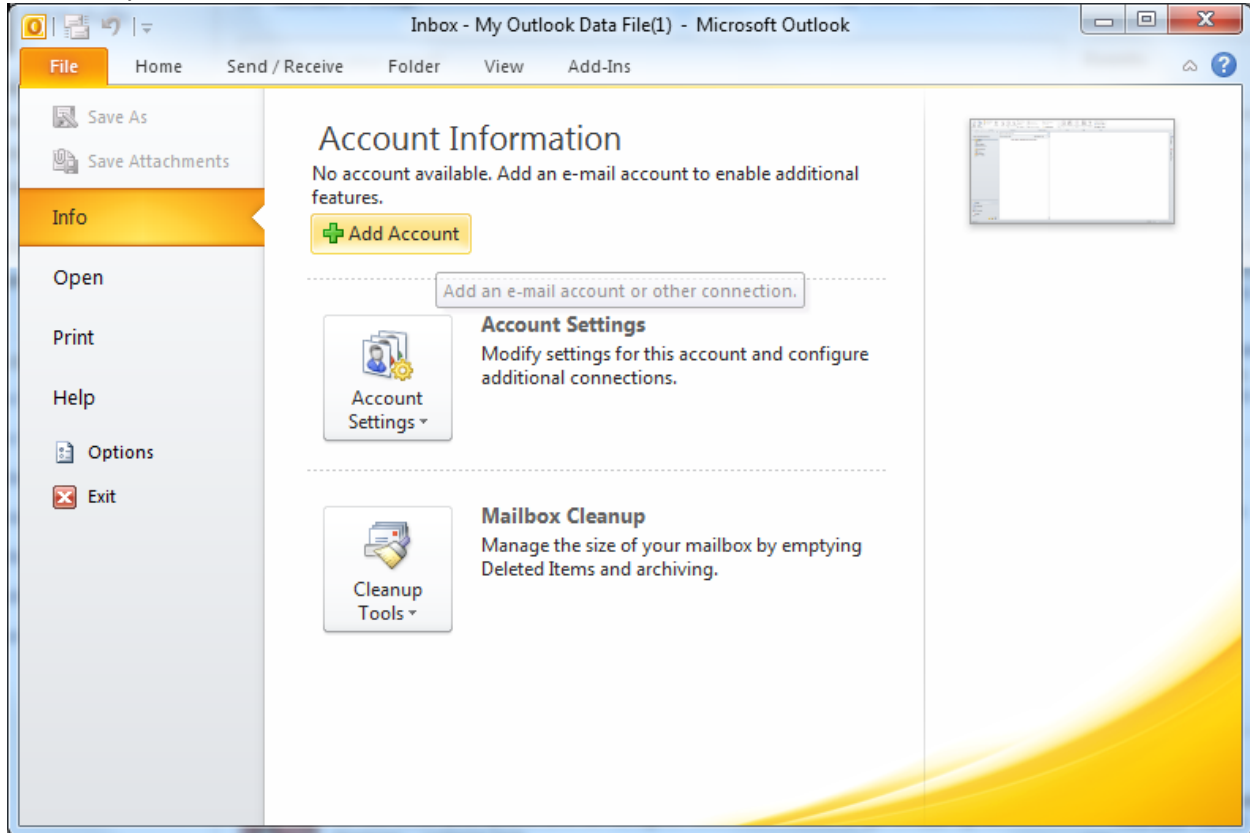 Inbox - My Outlook Data File(1) - Microsoft Outlook
File Home Send / Receive Folder View Add-Ins
Save As
Save Attachments
Info
Open
Print
Help
Options
Exit
Account Information
No account available. Add an e-mail account to enable additional
features.
Add Account
Add an e-mail account or other connection.
Account
Settings
Account Settings
Modify settings for this account and configure
additional connections.
Cleanup
Tools
Mailbox Cleanup
Manage the size of your mailbox by emptying
Deleted Items and archiving.